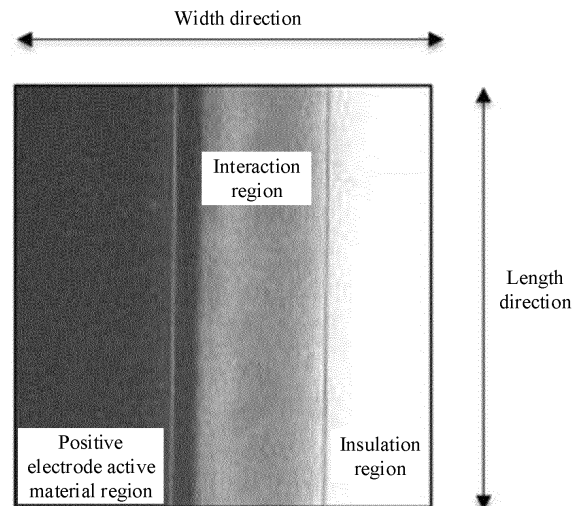 Width direction
Interaction
region
Length
direction
Positive
electrode active
material region
Insulation
region